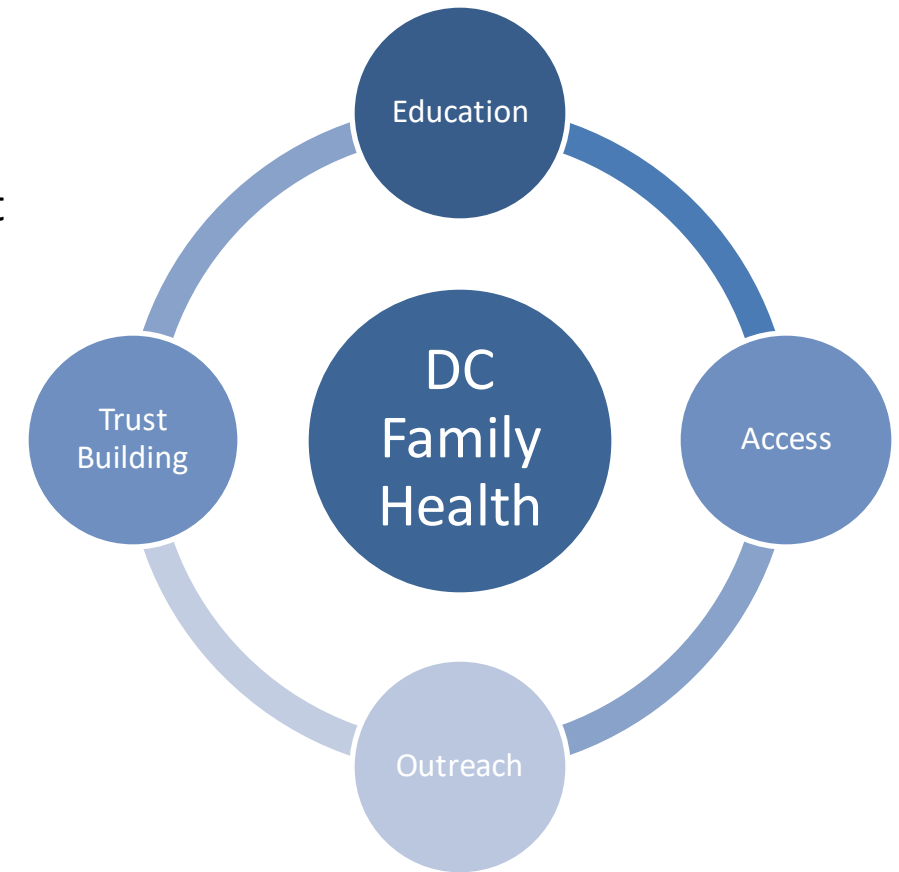 Education
t
DC
Family
Health
Trust
Building
Access
Outreach